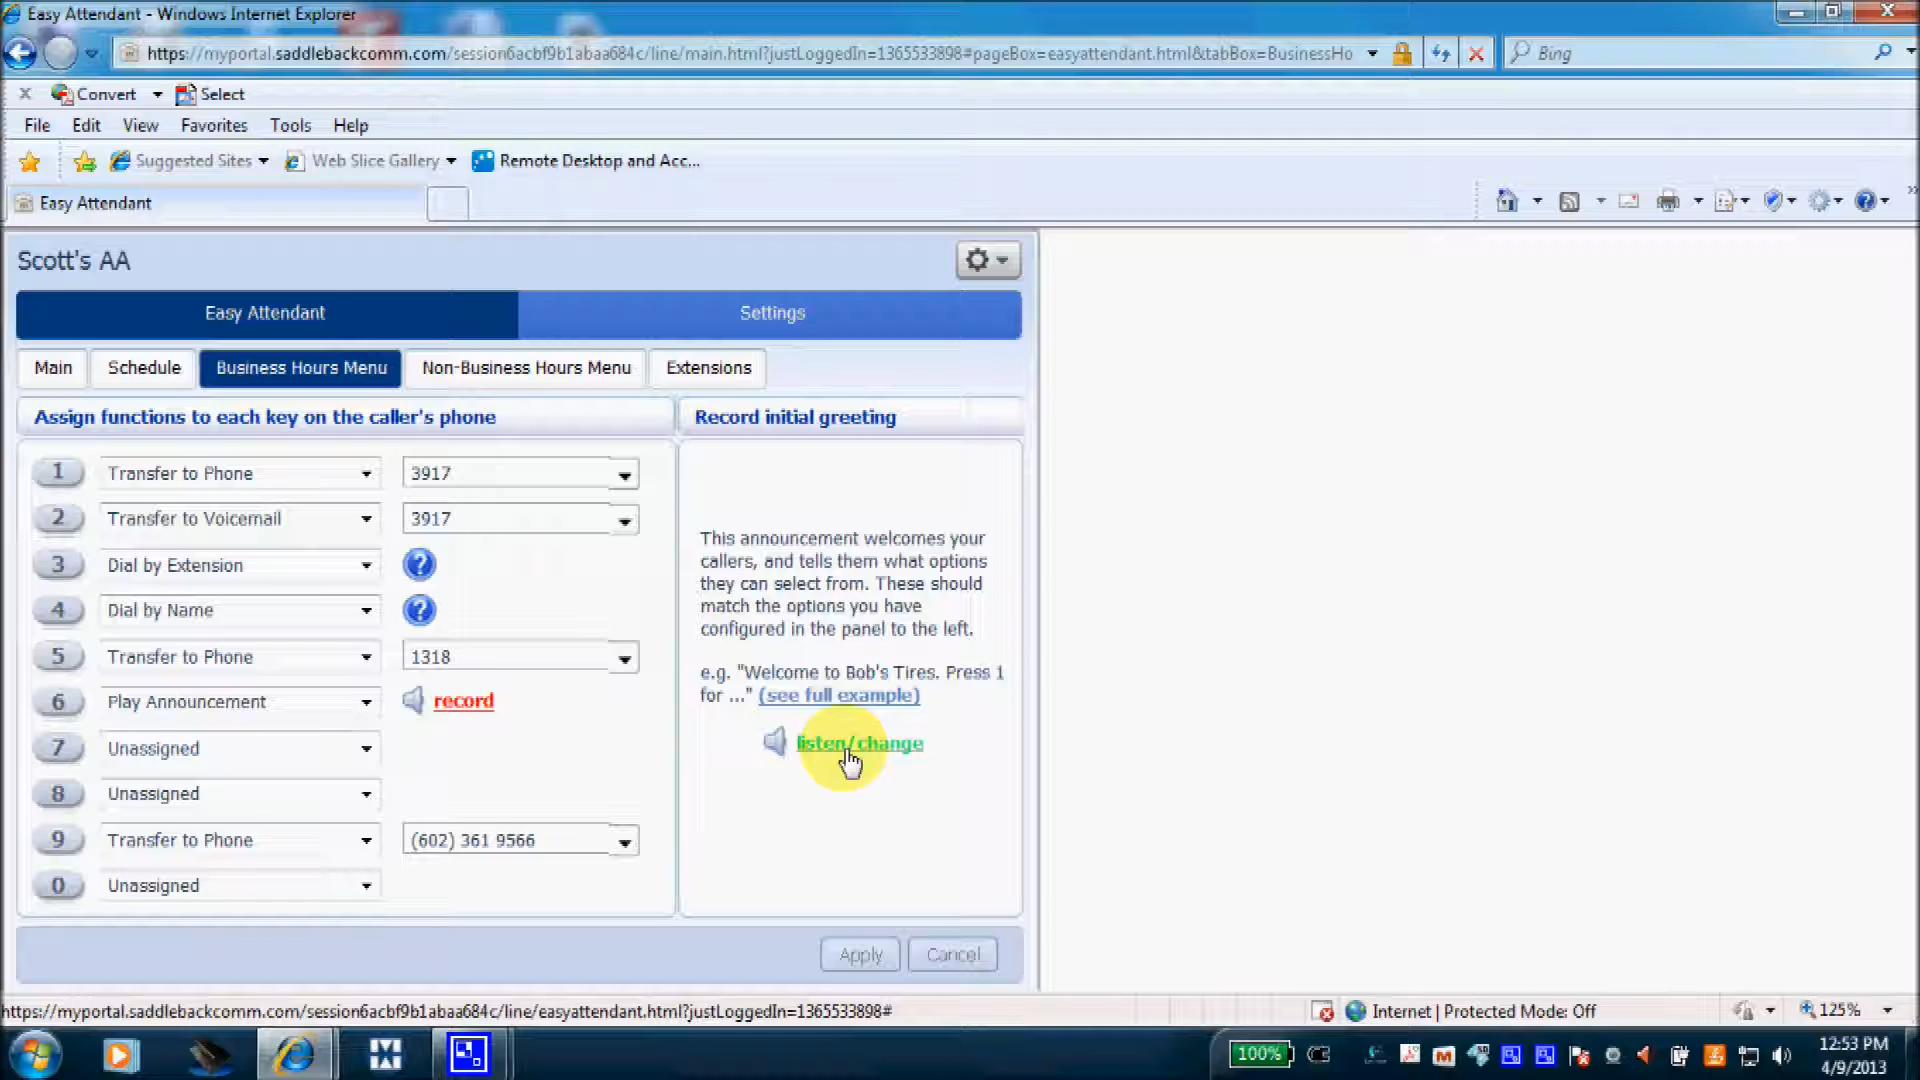 Easy Attendant - Windows Internet Explorer
https://myportal.saddlebackcomm.com/session6acbf9b1abaa684c/line/main.html?justLoggedIn=1365533898#pageBox=easyattendant.html&tabBox=BusinessHo
Bing
Convert Select
File Edit View Favorites Tools Help
Suggested Sites Web Slice Gallery Remote Desktop and Acc...
Easy Attendant
Scott's AA
Easy Attendant Settings
Main Schedule Business Hours Menu Non-Business Hours Menu Extensions
Assign functions to each key on the caller's phone
1 Transfer to Phone 3917
2 Transfer to Voicemail 3917
3 Dial by Extension ?
4 Dial by Name ?
5 Transfer to Phone 1318
6 Play Announcement record
7 Unassigned
8 Unassigned
9 Transfer to Phone (602) 361 9566
0 Unassigned
Record initial greeting
This announcement welcomes your
callers, and tells them what options
they can select from. These should
match the options you have
configured in the panel to the left.
e.g. "Welcome to Bob's Tires. Press 1
for ..." (see full example)
listen/change
Apply Cancel
https://myportal.saddlebackcomm.com/session6acbf9b1abaa684c/line/easyattendant.html?justLoggedIn=1365533898#
Internet | Protected Mode: Off
125%
100%
12:53 PM
4/9/2013